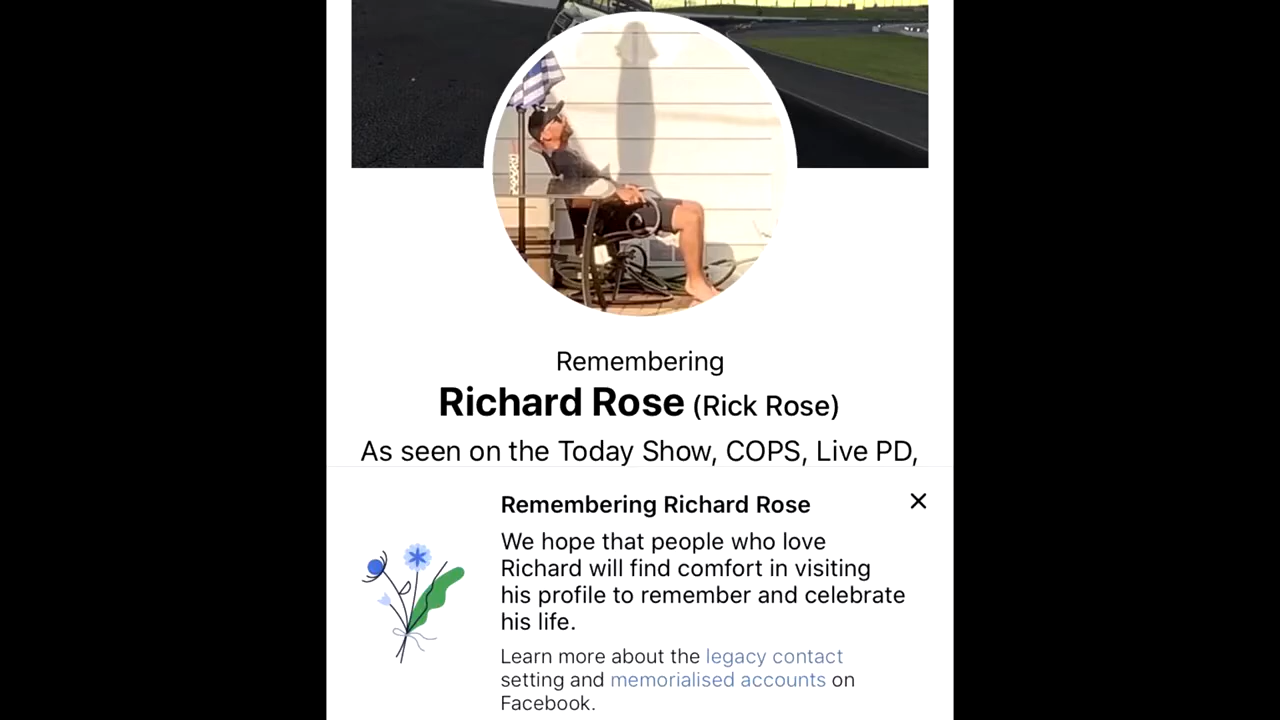 Remembering
Richard Rose (Rick Rose)
As seen on the Today Show, COPS, Live PD,
Remembering Richard Rose
We hope that people who love
Richard will find comfort in visiting
his profile to remember and celebrate
his life.
Learn more about the legacy contact
setting and memorialised accounts on
Facebook.